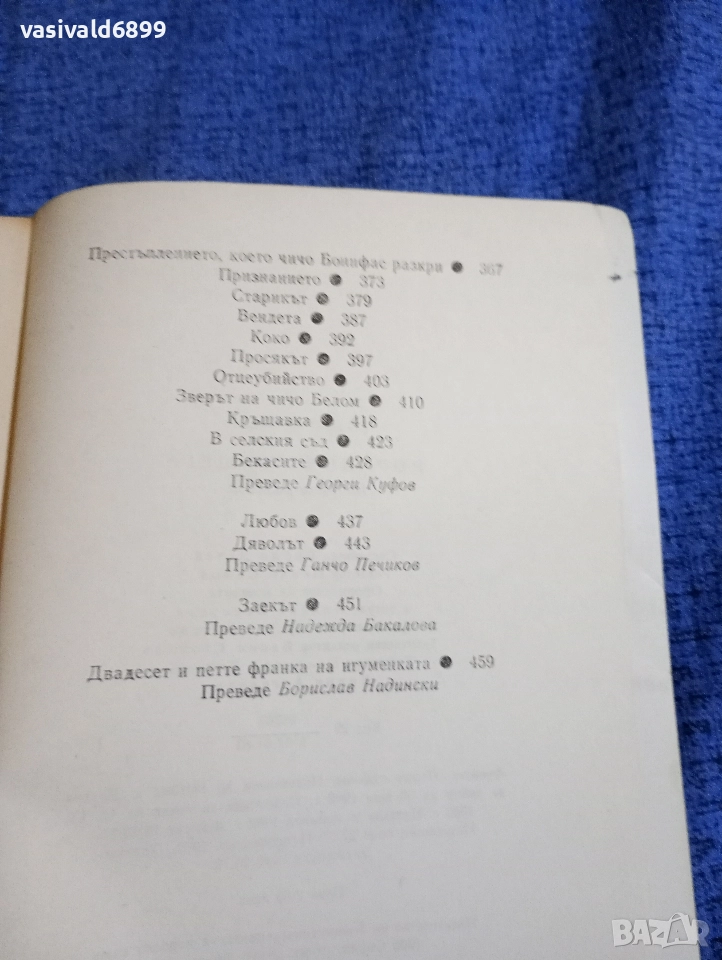 vasivald6899
Престъплението, което чичо Бонифас разкри 367
Признанието 373
Старикът 379
Вендета 387
Коко 392
Просякът 397
Отцеубийство 403
Зверът на чичо Белом 410
Кръщавка 418
В селския съд 423
Бекасите 428
Преведе Георги Куфов
Любов 437
Дяволът 443
Преведе Ганчо Печиков
Заекът 451
Преведе Надежда Бакалова
Двадесет и петте франка на игуменката 459
Преведе Борислав Надински
BAZAR